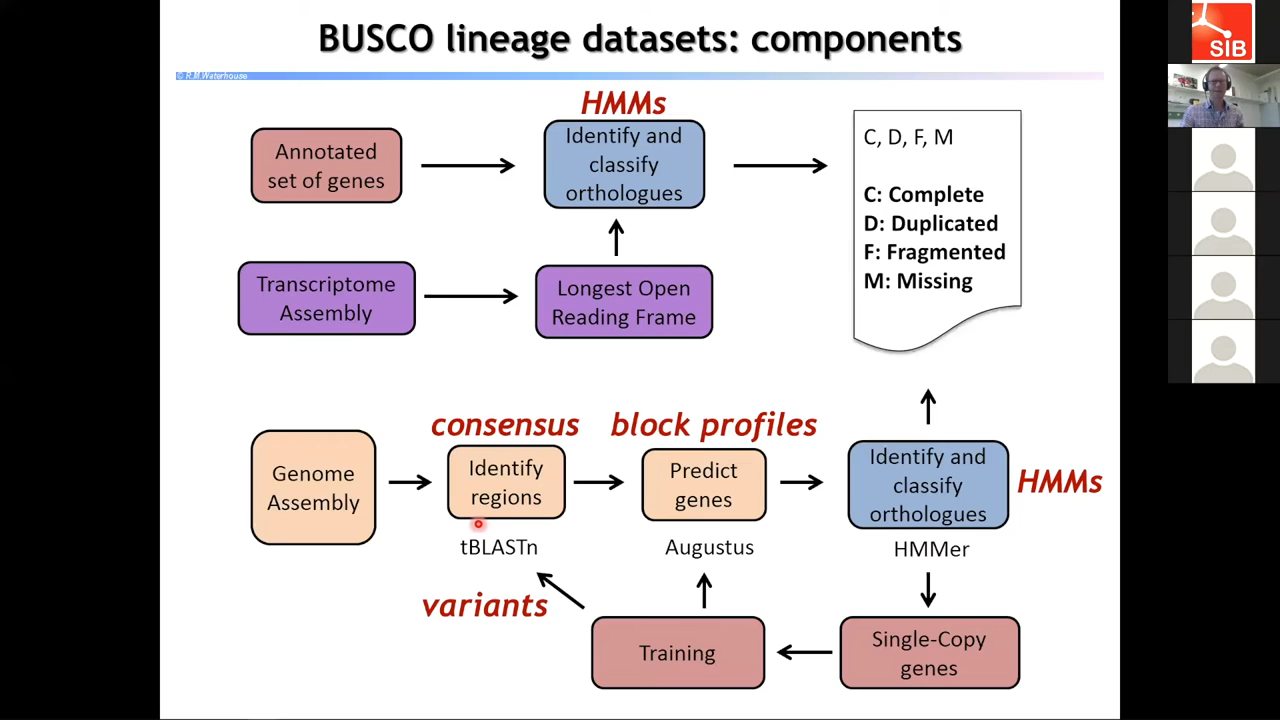 BUSCO lineage datasets: components
© R.M.Waterhouse
SIB
HMMs
Annotated
set of genes
Identify and
classify
orthologues
C, D, F, M
C: Complete
D: Duplicated
F: Fragmented
M: Missing
Transcriptome
Assembly
Longest Open
Reading Frame
consensus
block profiles
Genome
Assembly
Identify
regions
Predict
genes
Identify and
classify
orthologues
HMMs
tBLASTn
Augustus
HMMer
variants
Training
Single-Copy
genes